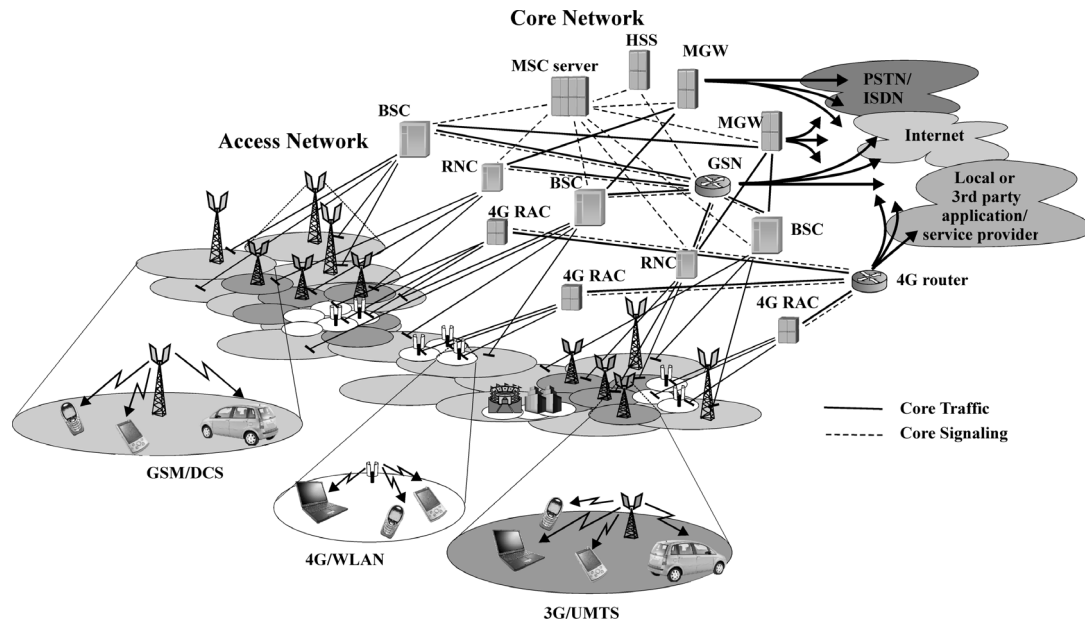 Core Network
HSS
MGW
MSC server
BSC
PSTN/
ISDN
MGW
Access Network
Internet
RNC
GSN
BSC
Local or
3rd party
application/
service provider
4G RAC
BSC
RNC
4G RAC
4G router
4G RAC
Core Traffic
Core Signaling
GSM/DCS
4G/WLAN
3G/UMTS